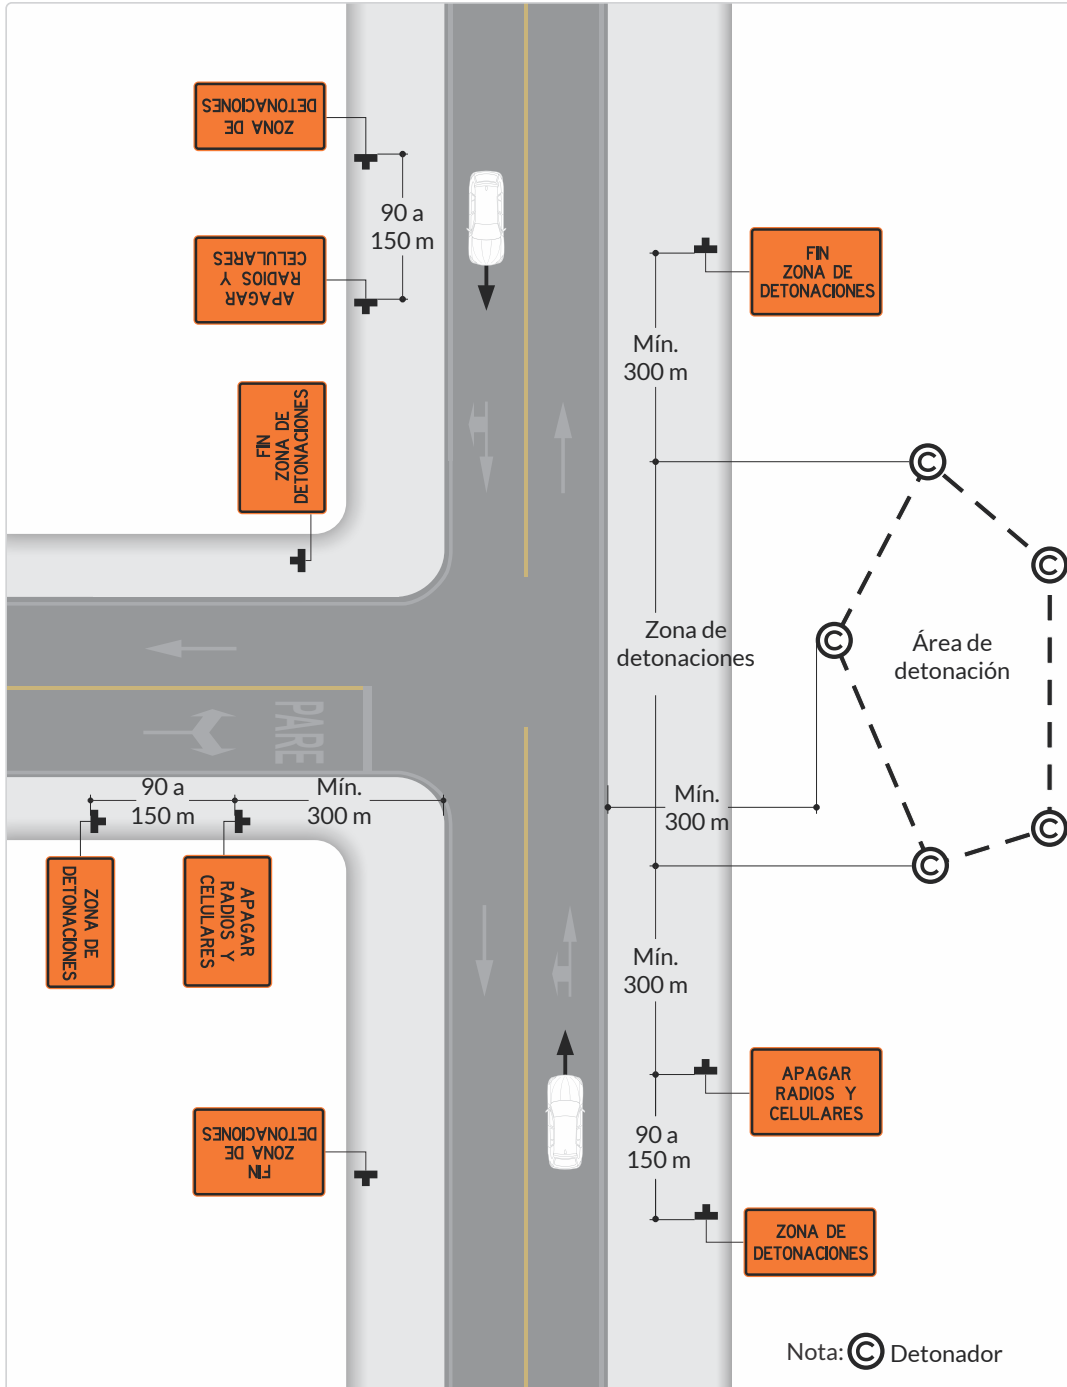 ZONA DE
DETONACIONES
90 a
150 m
APAGAR
RADIOS Y
CELULARES
FIN
ZONA DE
DETONACIONES
Mín.
300 m
FIN
ZONA DE
DETONACIONES
Zona de
detonaciones
Área de
detonación
C
C
C
C
C
PARE
90 a
150 m
Mín.
300 m
Mín.
300 m
ZONA DE
DETONACIONES
APAGAR
RADIOS Y
CELULARES
Mín.
300 m
APAGAR
RADIOS Y
CELULARES
FIN
ZONA DE
DETONACIONES
90 a
150 m
ZONA DE
DETONACIONES
Nota: C Detonador